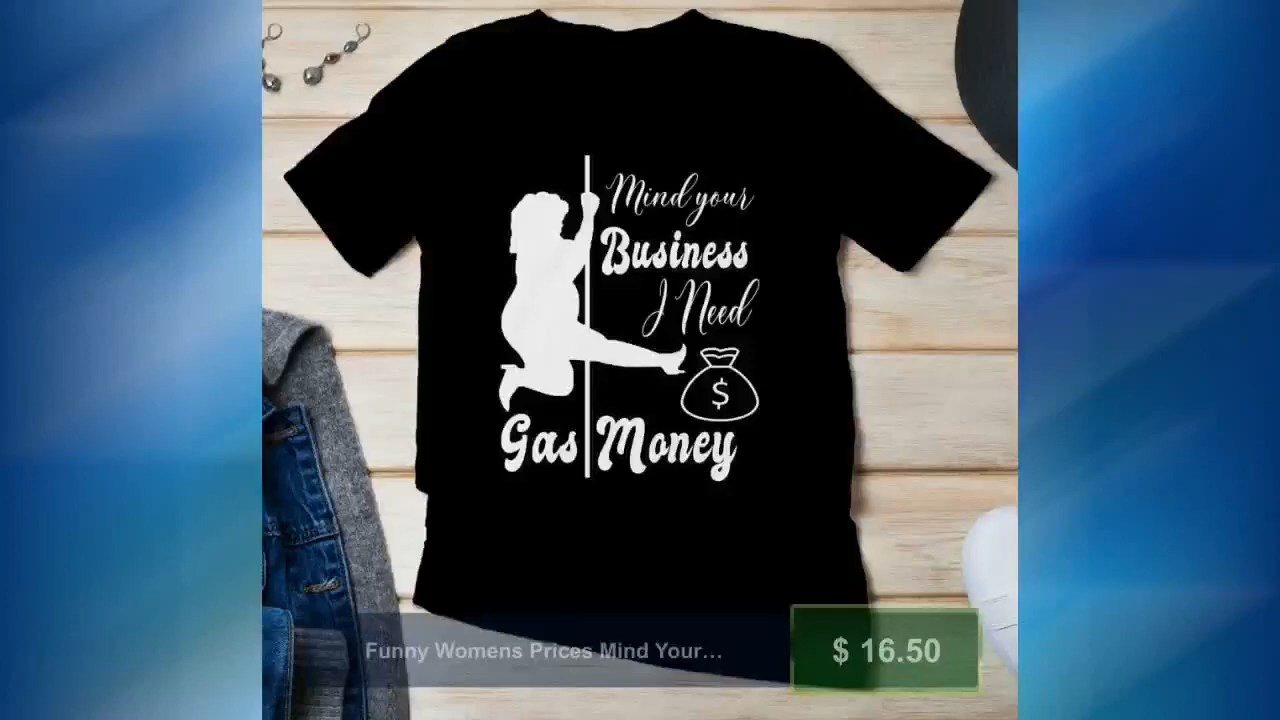 Mind your
Business
I Need
$
Gas Money
Funny Womens Prices Mind Your...
$ 16.50